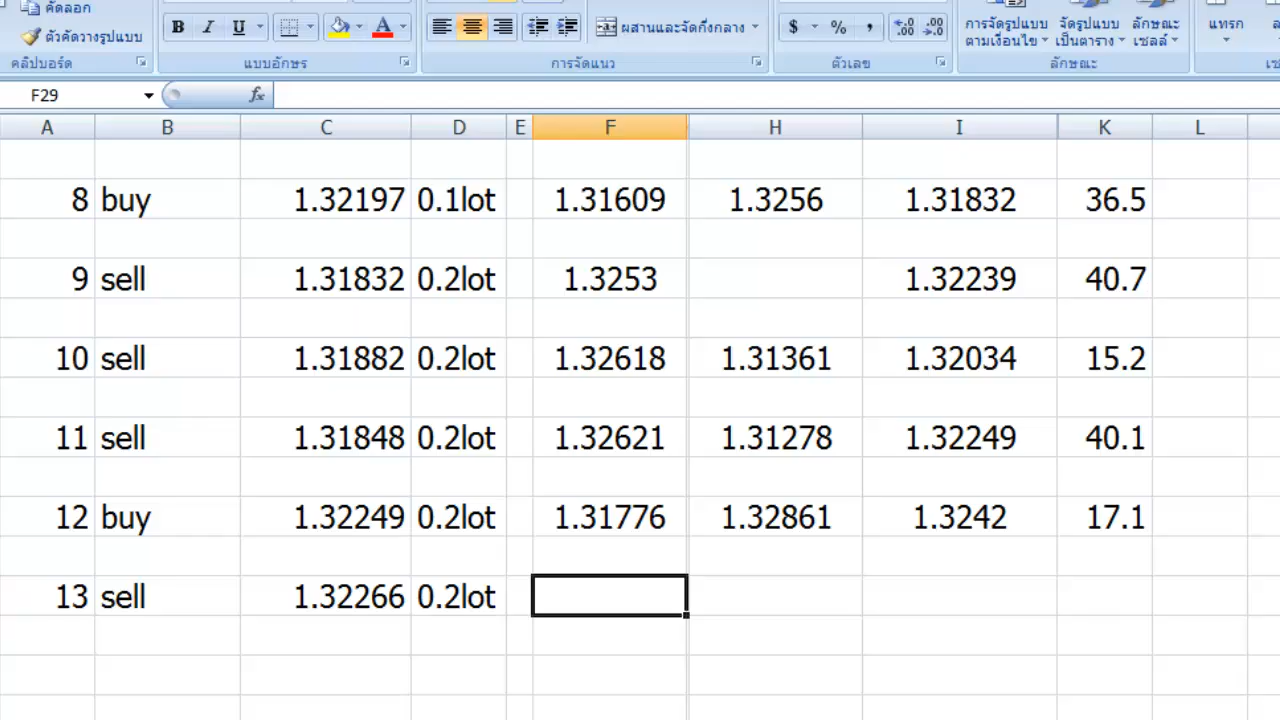 คัดลอก
ตัวคัดวางรูปแบบ
B I U A
ผสานและจัดกึ่งกลาง
$ % , .00 .00
การจัดรูปแบบ ตามเงื่อนไข
จัดรูปแบบ เป็นตาราง
ลักษณะ เซลล์
แทรก
คลิปบอร์ด แบบอักษร การจัดแนว ตัวเลข ลักษณะ
F29 fx
A B C D E F H I K L
8 buy 1.32197 0.1lot 1.31609 1.3256 1.31832 36.5
9 sell 1.31832 0.2lot 1.3253 1.32239 40.7
10 sell 1.31882 0.2lot 1.32618 1.31361 1.32034 15.2
11 sell 1.31848 0.2lot 1.32621 1.31278 1.32249 40.1
12 buy 1.32249 0.2lot 1.31776 1.32861 1.3242 17.1
13 sell 1.32266 0.2lot